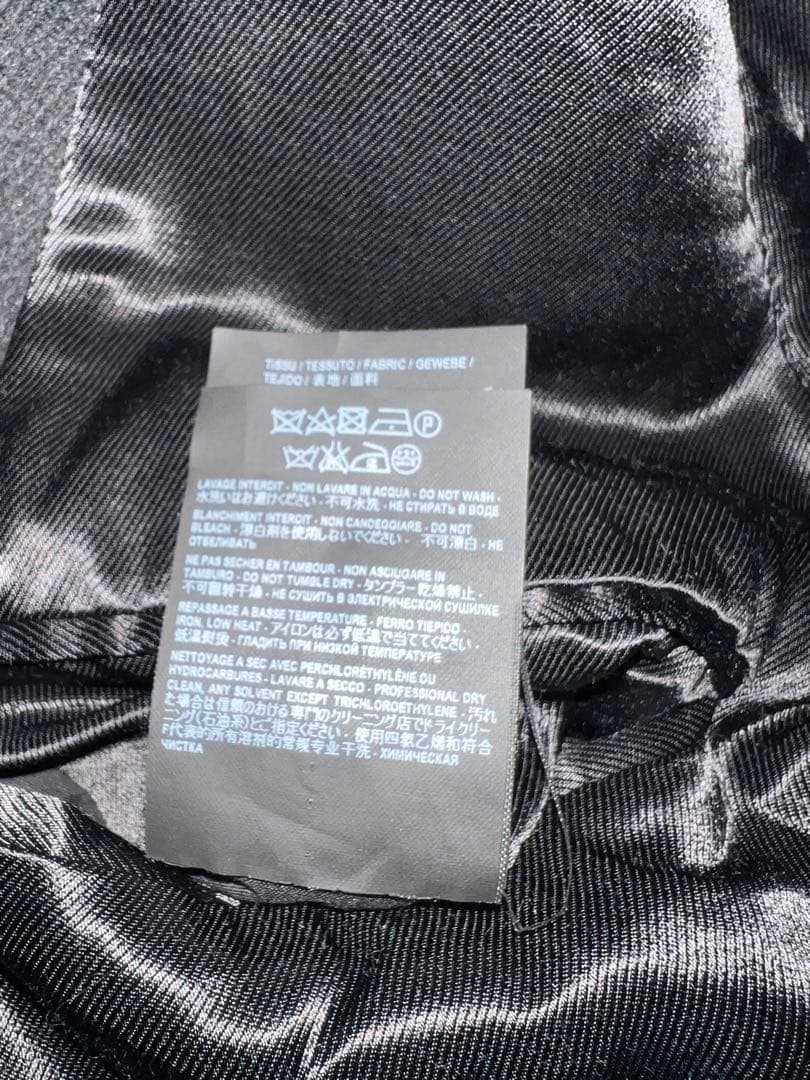 TISSU / TESSUTO / FABRIC / GEWEBE /
TEJIDO / 表地 / 面料
P
LAVAGE INTERDIT - NON LAVARE IN ACQUA - DO NOT WASH -
水洗いはお避けください - 不可水洗 - НЕ СТИРАТЬ В ВОДЕ
BLANCHIMENT INTERDIT - NON CANDEGGIARE - DO NOT
BLEACH - 漂白剤を使用しないでください - 不可漂白 - НЕ
ОТБЕЛИВАТЬ
NE PAS SECHER EN TAMBOUR - NON ASCIUGARE IN
TAMBURO - DO NOT TUMBLE DRY - タンブラー乾燥禁止 -
不可翻转干燥 - НЕ СУШИТЬ В ЭЛЕКТРИЧЕСКОЙ СУШИЛКЕ
REPASSAGE A BASSE TEMPERATURE - FERRO TIEPIDO -
IRON, LOW HEAT - アイロンは必ず低温で当ててください -
低温熨烫 - ГЛАДИТЬ ПРИ НИЗКОЙ ТЕМПЕРАТУРЕ
NETTOYAGE A SEC AVEC PERCHLORÉTHYLÈNE OU
HYDROCARBURES - LAVARE A SECCO - PROFESSIONAL DRY
CLEAN, ANY SOLVENT EXCEPT TRICHLOROETHYLENE - 汚れ
を場合は信頼のおける専門のクリーニング店でドライクリー
ニング(石油系)とご指定ください - 使用四氯乙烯和符合
F代表的所有溶剂的常规专业干洗 - ХИМИЧЕСКАЯ
ЧИСТКА